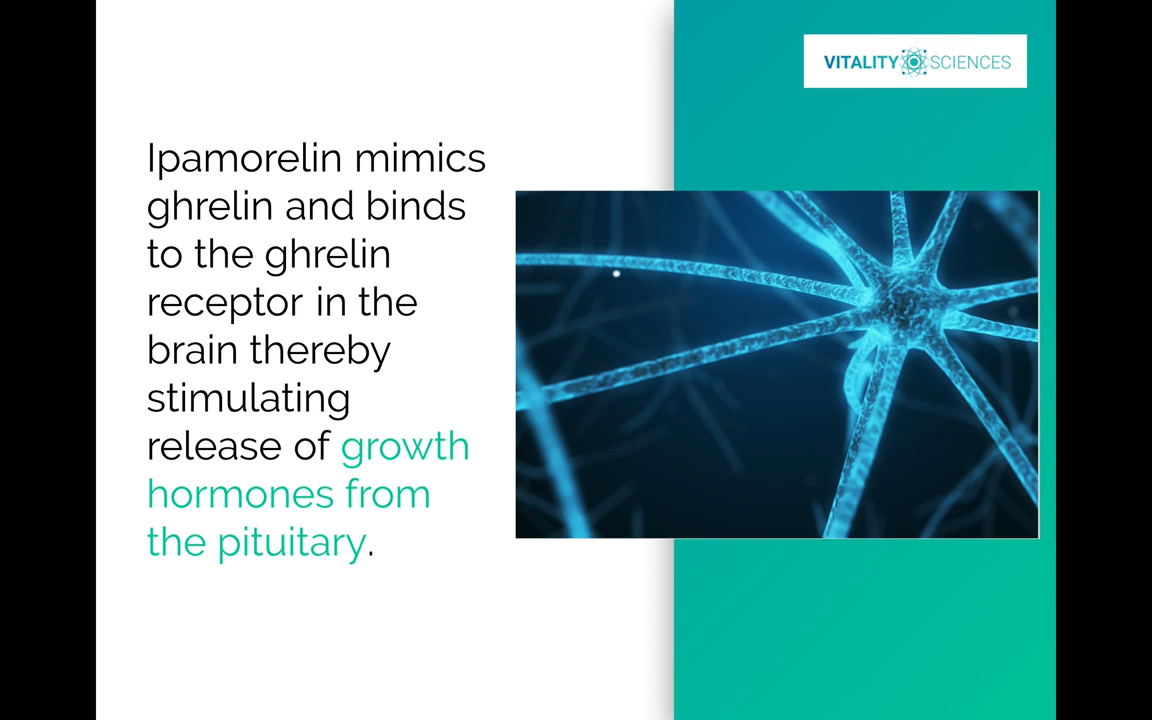 VITALITY SCIENCES
Ipamorelin mimics
ghrelin and binds
to the ghrelin
receptor in the
brain thereby
stimulating
release of growth
hormones from
the pituitary.